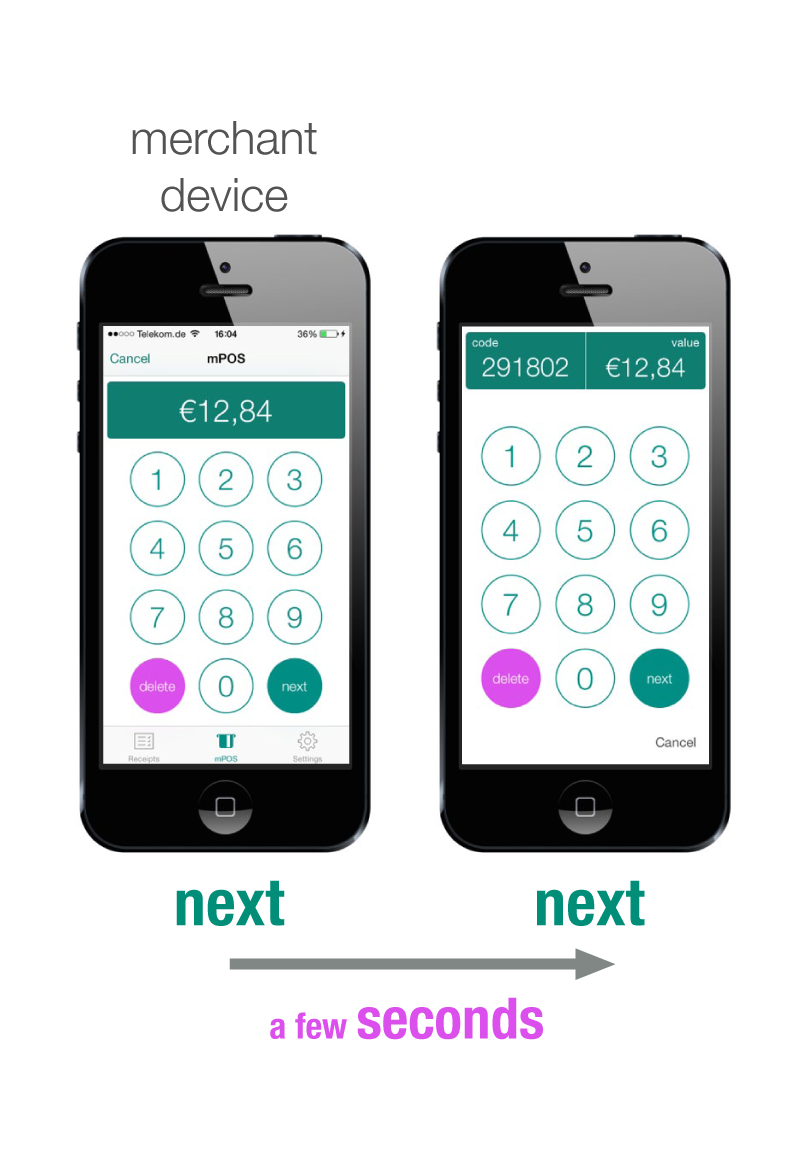 merchant
device
Telekom.de 16:04 36%
Cancel mPOS
€12,84
1 2 3
4 5 6
7 8 9
delete 0 next
Receipts mPOS Settings
code value
291802 €12,84
1 2 3
4 5 6
7 8 9
delete 0 next
Cancel
next next
a few seconds